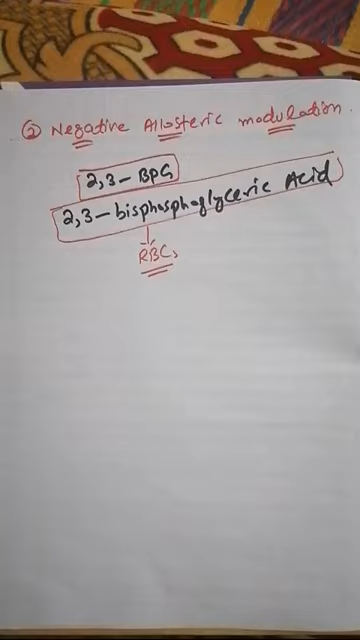 ② Negative Allosteric modulation.
2,3-BPG
2,3-bisphosphoglyceric Acid
RBCs